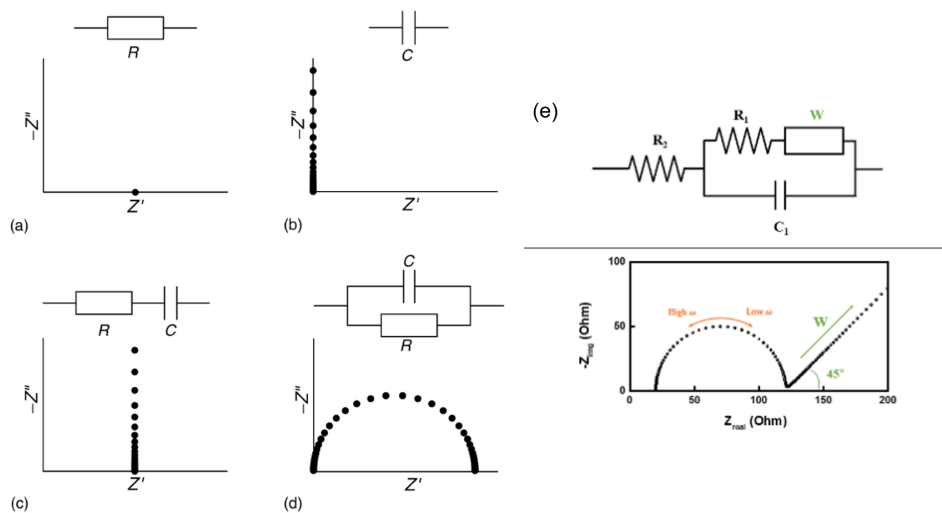 R
−Z″
Z′
(a)
C
−Z″
Z′
(b)
R
C
−Z″
Z′
(c)
C
R
−Z″
Z′
(d)
(e)
R2
R1
W
C1
100
50
0
-Zimg (Ohm)
High ω
Low ω
W
45°
0
50
100
150
200
Zreal (Ohm)